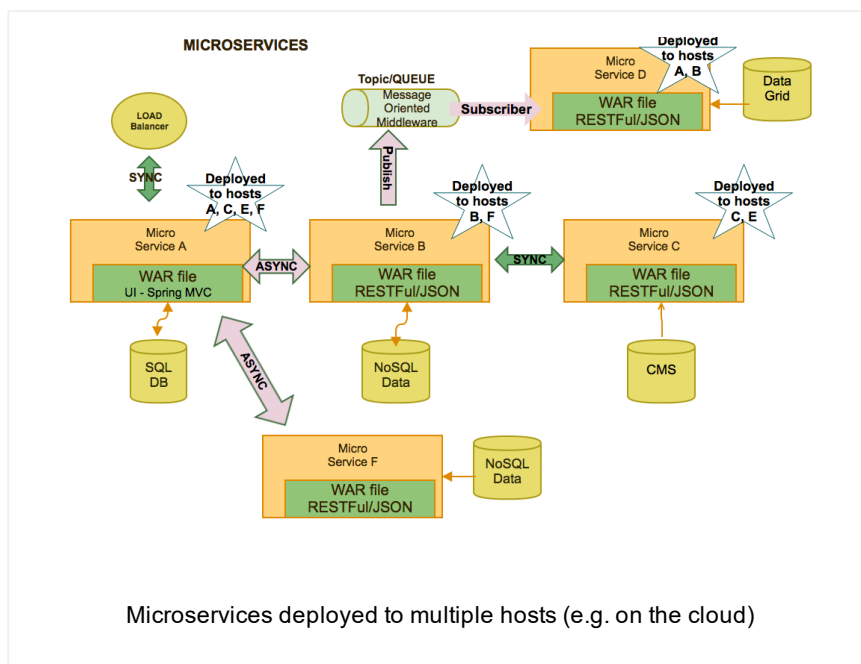 MICROSERVICES
LOAD
Balancer
SYNC
Deployed
to hosts
A, C, E, F
Micro
Service A
WAR file
UI - Spring MVC
SQL
DB
ASYNC
ASYNC
Topic/QUEUE
Message
Oriented
Middleware
Publish
Subscriber
Deployed
to hosts
A, B
Micro
Service D
WAR file
RESTFul/JSON
Data
Grid
Deployed
to hosts
B, F
Micro
Service B
WAR file
RESTFul/JSON
NoSQL
Data
SYNC
Deployed
to hosts
C, E
Micro
Service C
WAR file
RESTFul/JSON
CMS
Micro
Service F
WAR file
RESTFul/JSON
NoSQL
Data
Microservices deployed to multiple hosts (e.g. on the cloud)